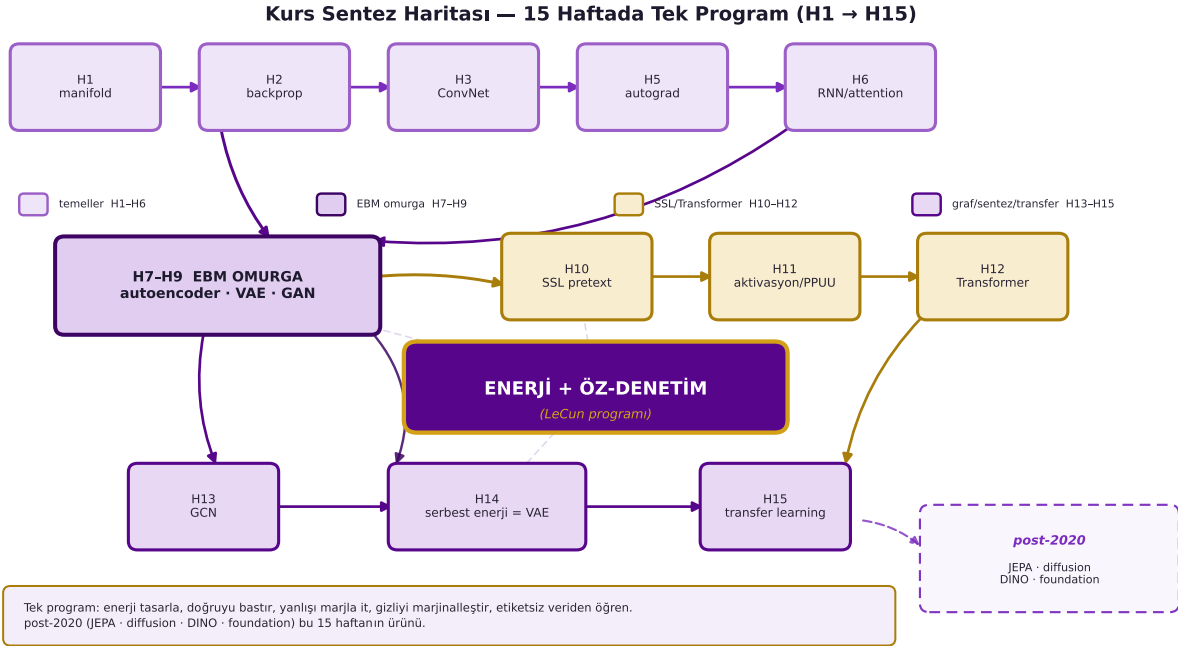 Kurs Sentez Haritası — 15 Haftada Tek Program (H1 → H15)
H1
manifold
H2
backprop
H3
ConvNet
H5
autograd
H6
RNN/attention
temeller H1–H6
EBM omurga H7–H9
SSL/Transformer H10–H12
graf/sentez/transfer H13–H15
H7–H9 EBM OMURGA
autoencoder · VAE · GAN
H10
SSL pretext
H11
aktivasyon/PPUU
H12
Transformer
ENERJİ + ÖZ-DENETİM
(LeCun programı)
H13
GCN
H14
serbest enerji = VAE
H15
transfer learning
post-2020
JEPA · diffusion
DINO · foundation
Tek program: enerji tasarla, doğruyu bastır, yanlışı marjla it, gizliyi marjinalleştir, etiketsiz veriden öğren.
post-2020 (JEPA · diffusion · DINO · foundation) bu 15 haftanın ürünü.